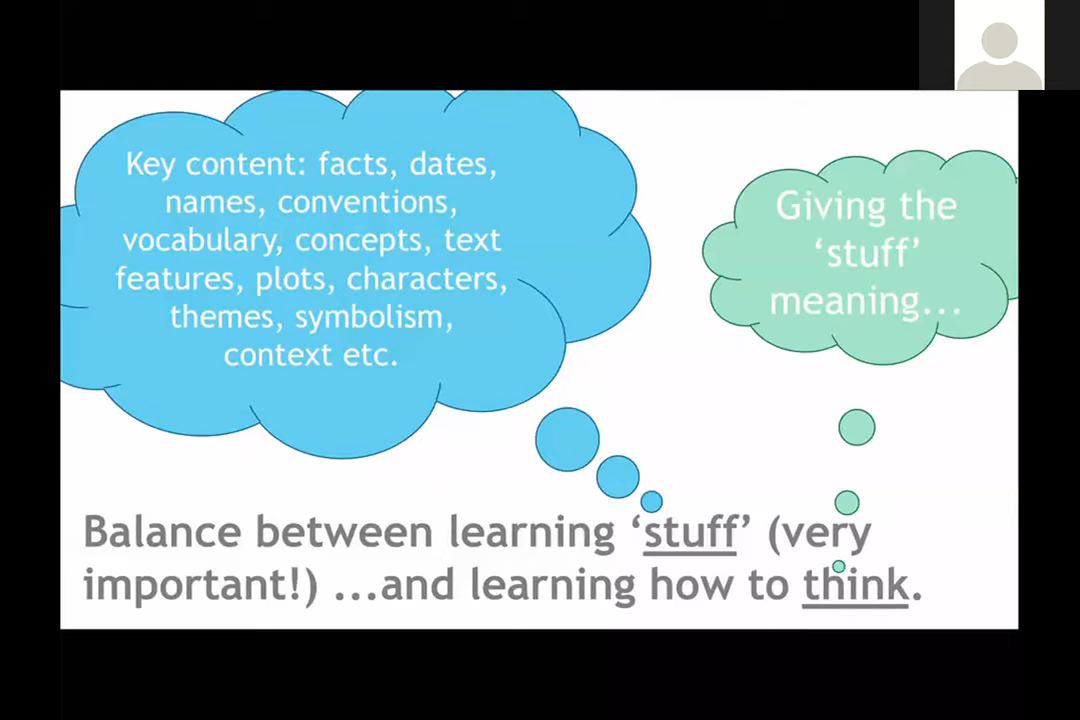 Key content: facts, dates,
names, conventions,
vocabulary, concepts, text
features, plots, characters,
themes, symbolism,
context etc.
Giving the
‘stuff’
meaning...
Balance between learning ‘stuff’ (very
important!) ...and learning how to think.